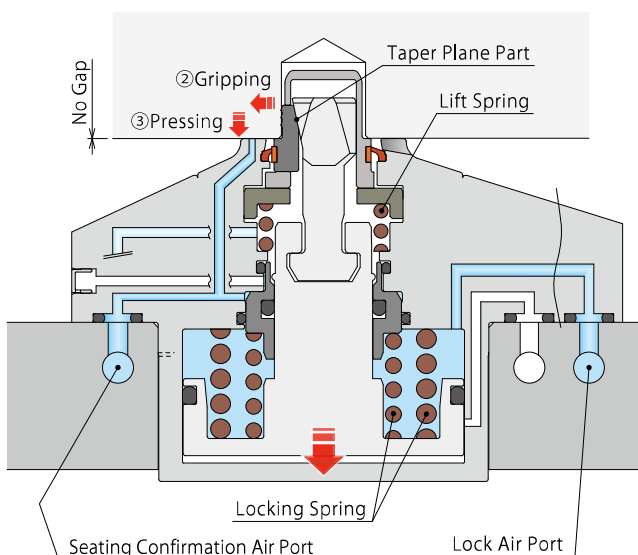 Taper Plane Part
②Gripping
No Gap
③Pressing
Lift Spring
Locking Spring
Seating Confirmation Air Port
Lock Air Port